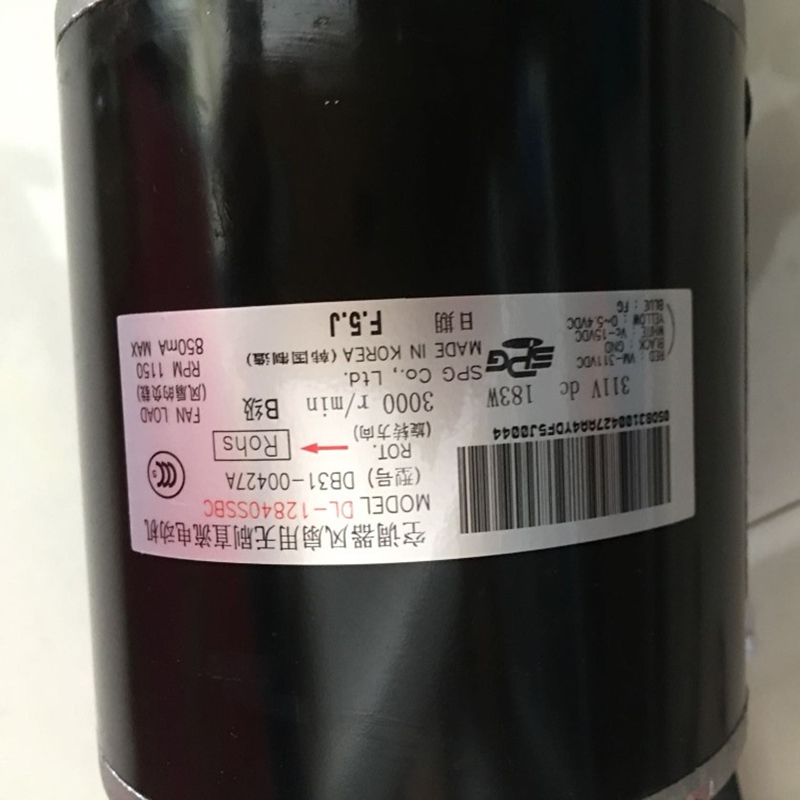 空调器风扇用无刷直流电动机
MODEL DL-12840SSBC
(型号) DB31-00427A
ROT.
(旋转方向)
Rohs
S
3000 r/min B级
SPG Co., Ltd.
MADE IN KOREA (韩国制造)
日期 F.5.J
FAN LOAD
(风扇的负载)
RPM 1150
850mA MAX
05DB3100427AA4YDF5J0044
311V dc 183W
SPG
RED : VM-311VDC
BLACK : GND
WHITE : Vc-15VDC
YELLOW : 0~5.4VDC
BLUE : FG